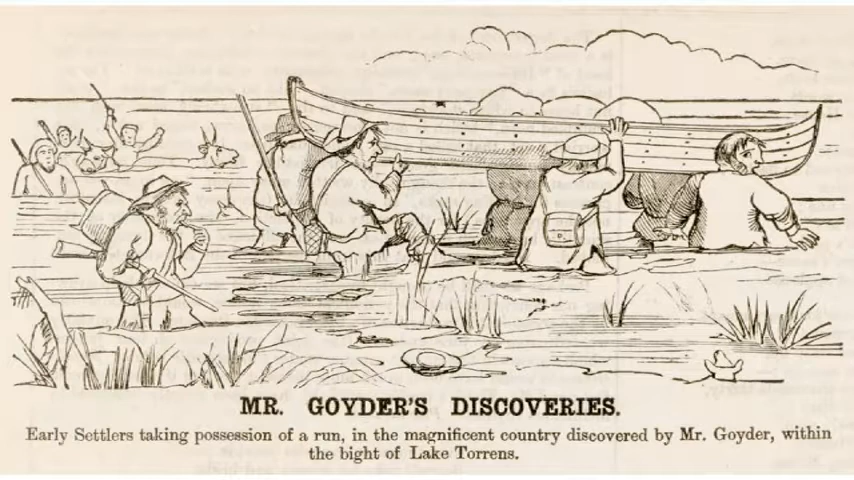 MR. GOYDER'S DISCOVERIES.
Early Settlers taking possession of a run, in the magnificent country discovered by Mr. Goyder, within
the bight of Lake Torrens.